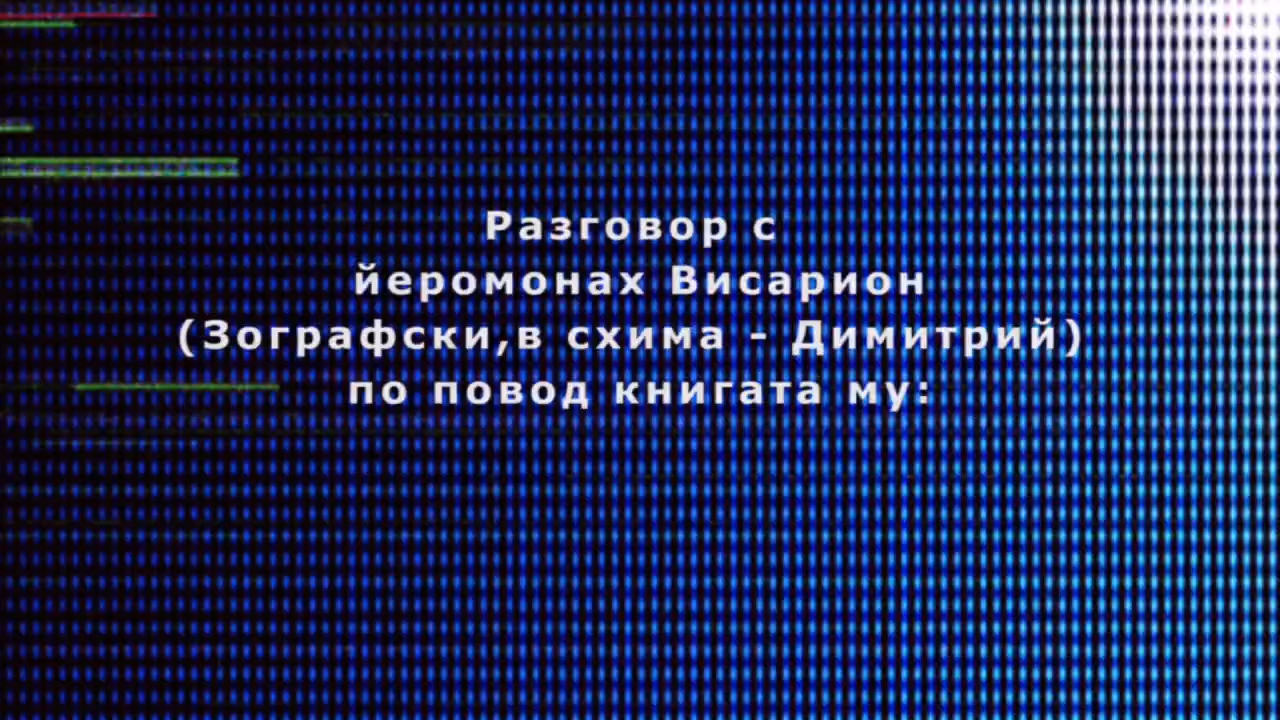 Разговор с
йеромонах Висарион
(Зографски,в схима - Димитрий)
по повод книгата му: